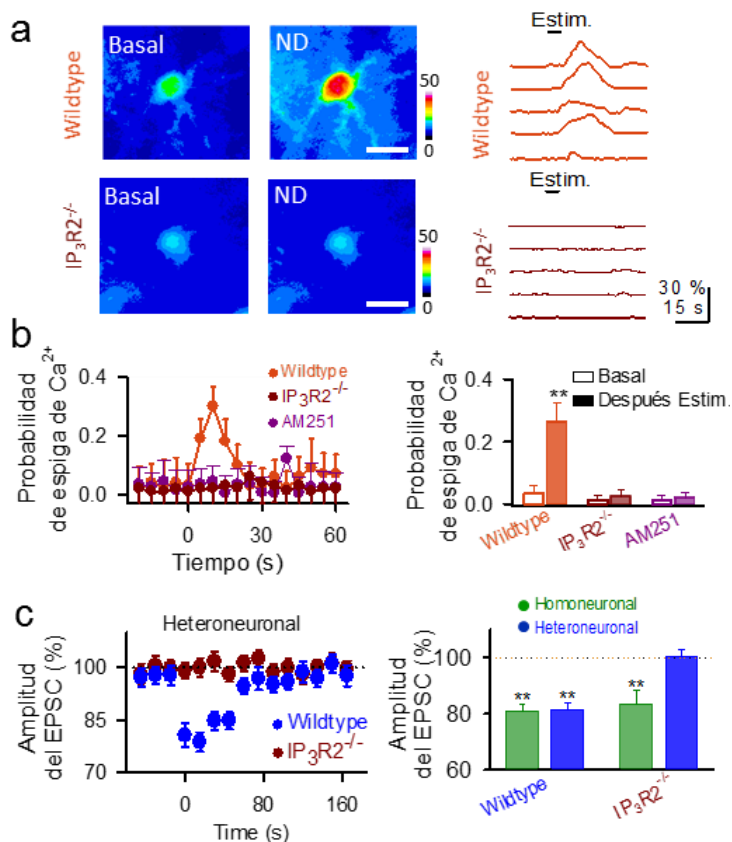 a
Wildtype
Basal
ND
50
0
Estim.
Wildtype
Estim.
IP3R2-/-
Basal
ND
50
0
IP3R2-/-
30 %
15 s
b
Probabilidad
de espiga de Ca2+
0.4
0.2
0.0
Wildtype
IP3R2-/-
AM251
0
30
60
Tiempo (s)
Probabilidad
de espiga de Ca2+
0.4
0.2
0.0
**
Basal
Después Estim.
Wildtype
IP3R2-/-
AM251
c
Heteroneuronal
Amplitud
del EPSC (%)
100
85
70
Wildtype
IP3R2-/-
0
80
160
Time (s)
Homoneuronal
Heteroneuronal
Amplitud
del EPSC (%)
100
80
60
**
**
**
Wildtype
IP3R2-/-